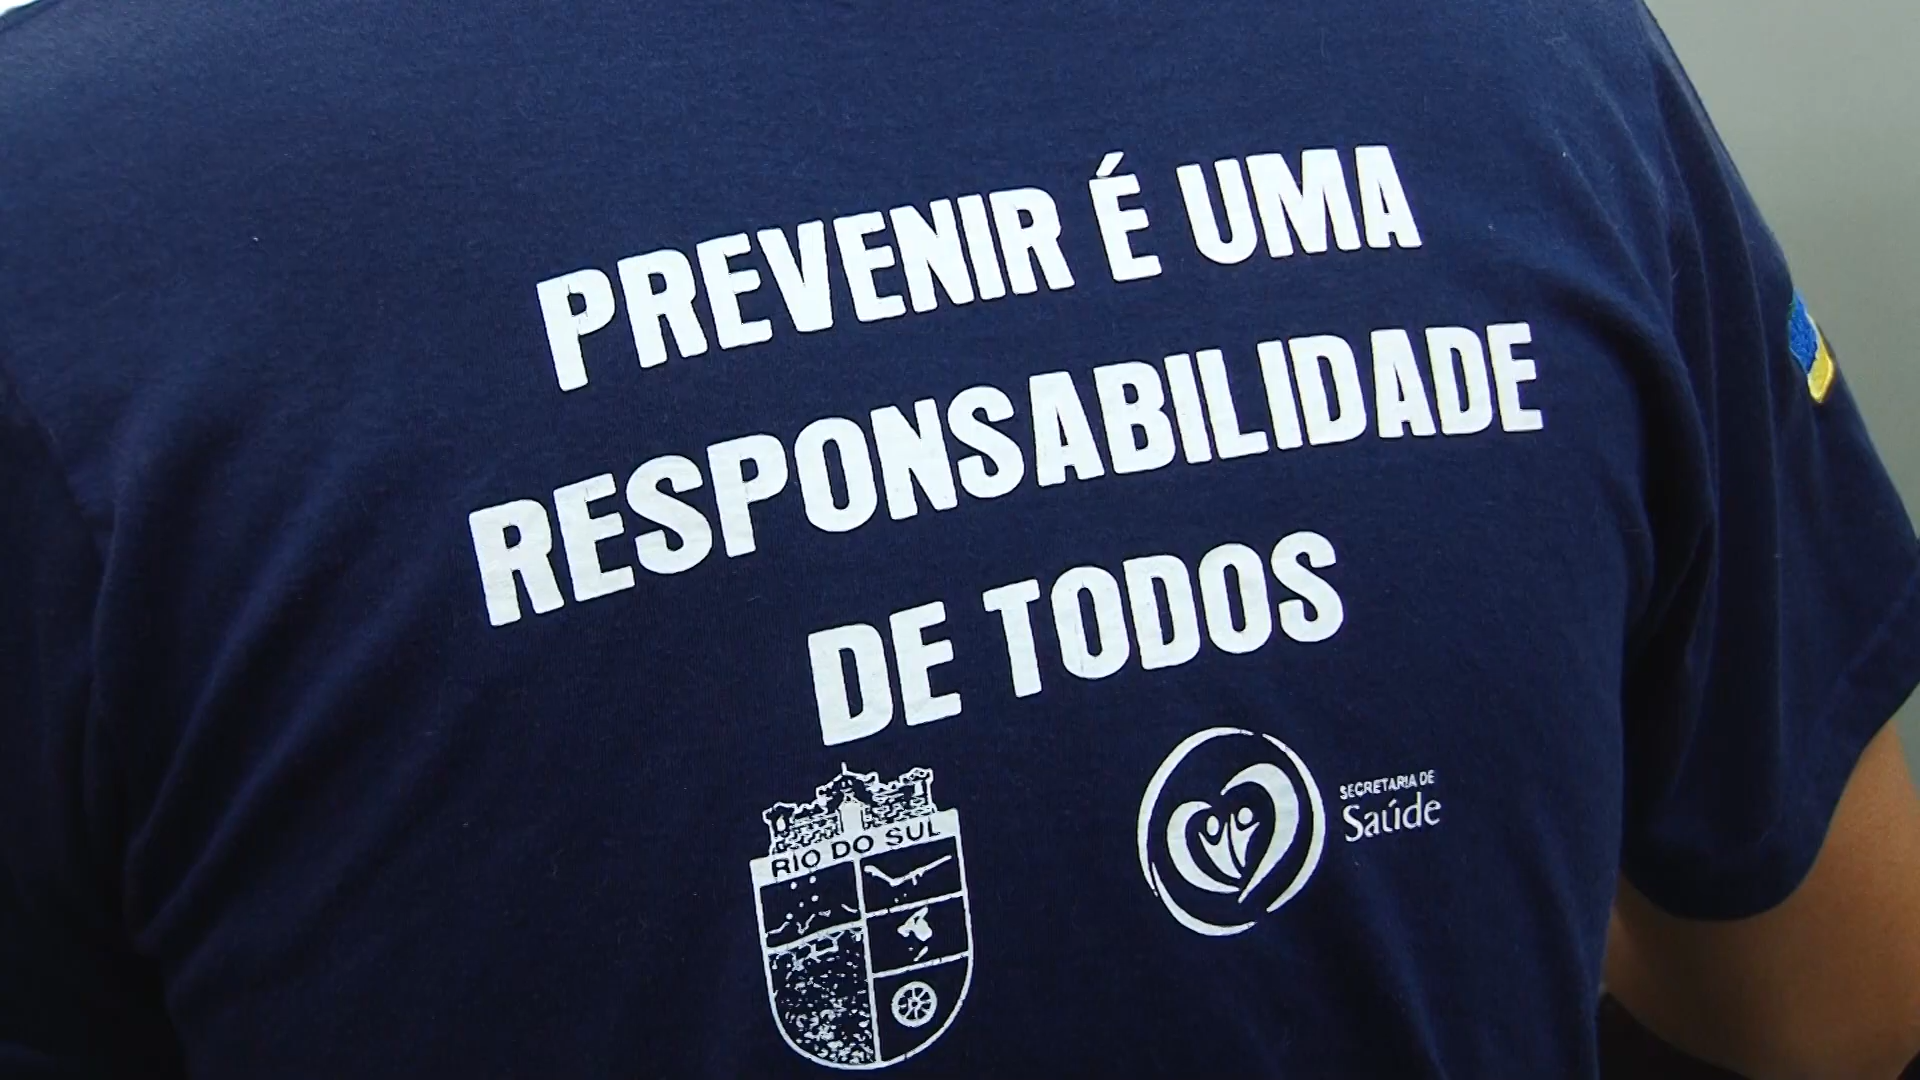 PREVENIR É UMA
RESPONSABILIDADE
DE TODOS
RIO DO SUL
SECRETARIA DE
Saúde